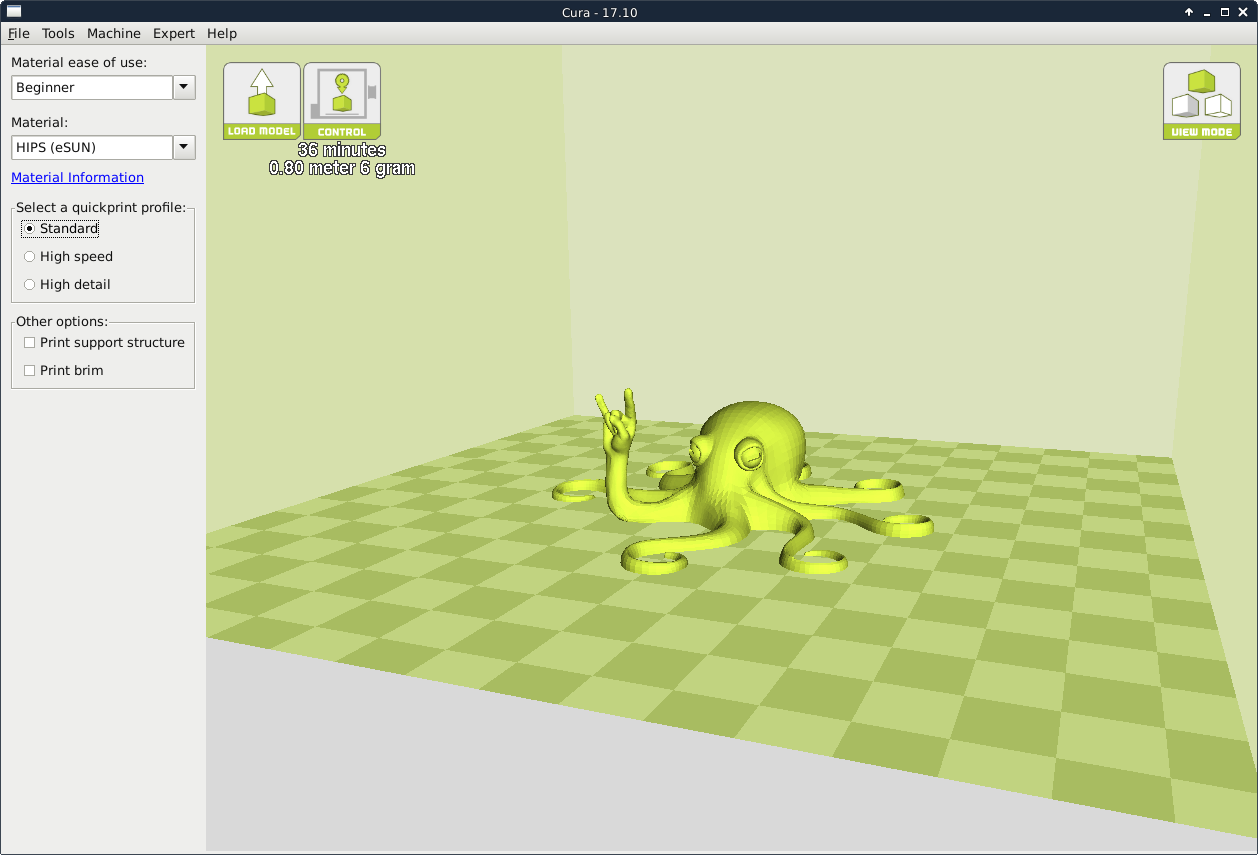 Cura - 17.10
File Tools Machine Expert Help
Material ease of use:
Beginner
Material:
HIPS (eSUN)
Material Information
Select a quickprint profile:
Standard
High speed
High detail
Other options:
Print support structure
Print brim
LOAD MODEL
CONTROL
36 minutes
0.80 meter 6 gram
VIEW MODE